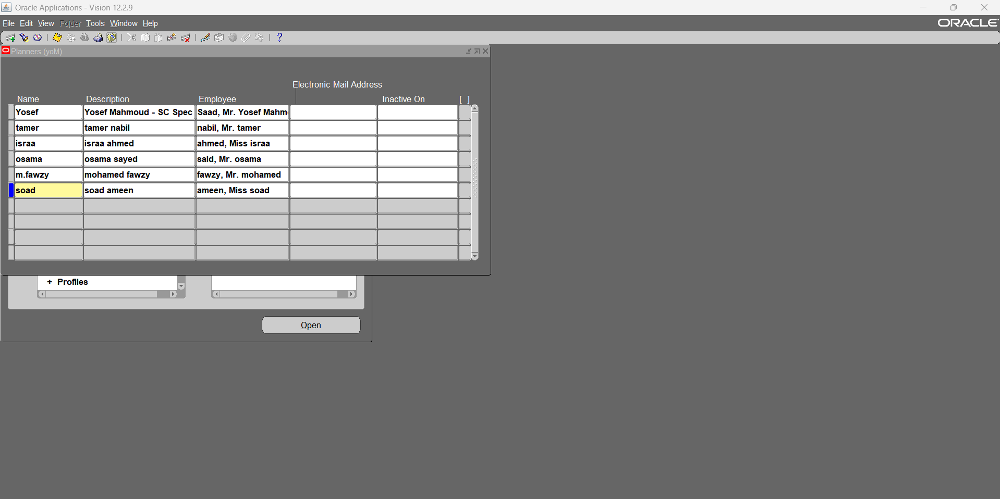 Oracle Applications - Vision 12.2.9
File Edit View Folder Tools Window Help
ORACLE
Planners (yoM)
Electronic Mail Address
Name Description Employee Inactive On [ ]
Yosef Yosef Mahmoud - SC Spec Saad, Mr. Yosef Mahm
tamer tamer nabil nabil, Mr. tamer
israa israa ahmed ahmed, Miss israa
osama osama sayed said, Mr. osama
m.fawzy mohamed fawzy fawzy, Mr. mohamed
soad soad ameen ameen, Miss soad
+ Profiles
Open